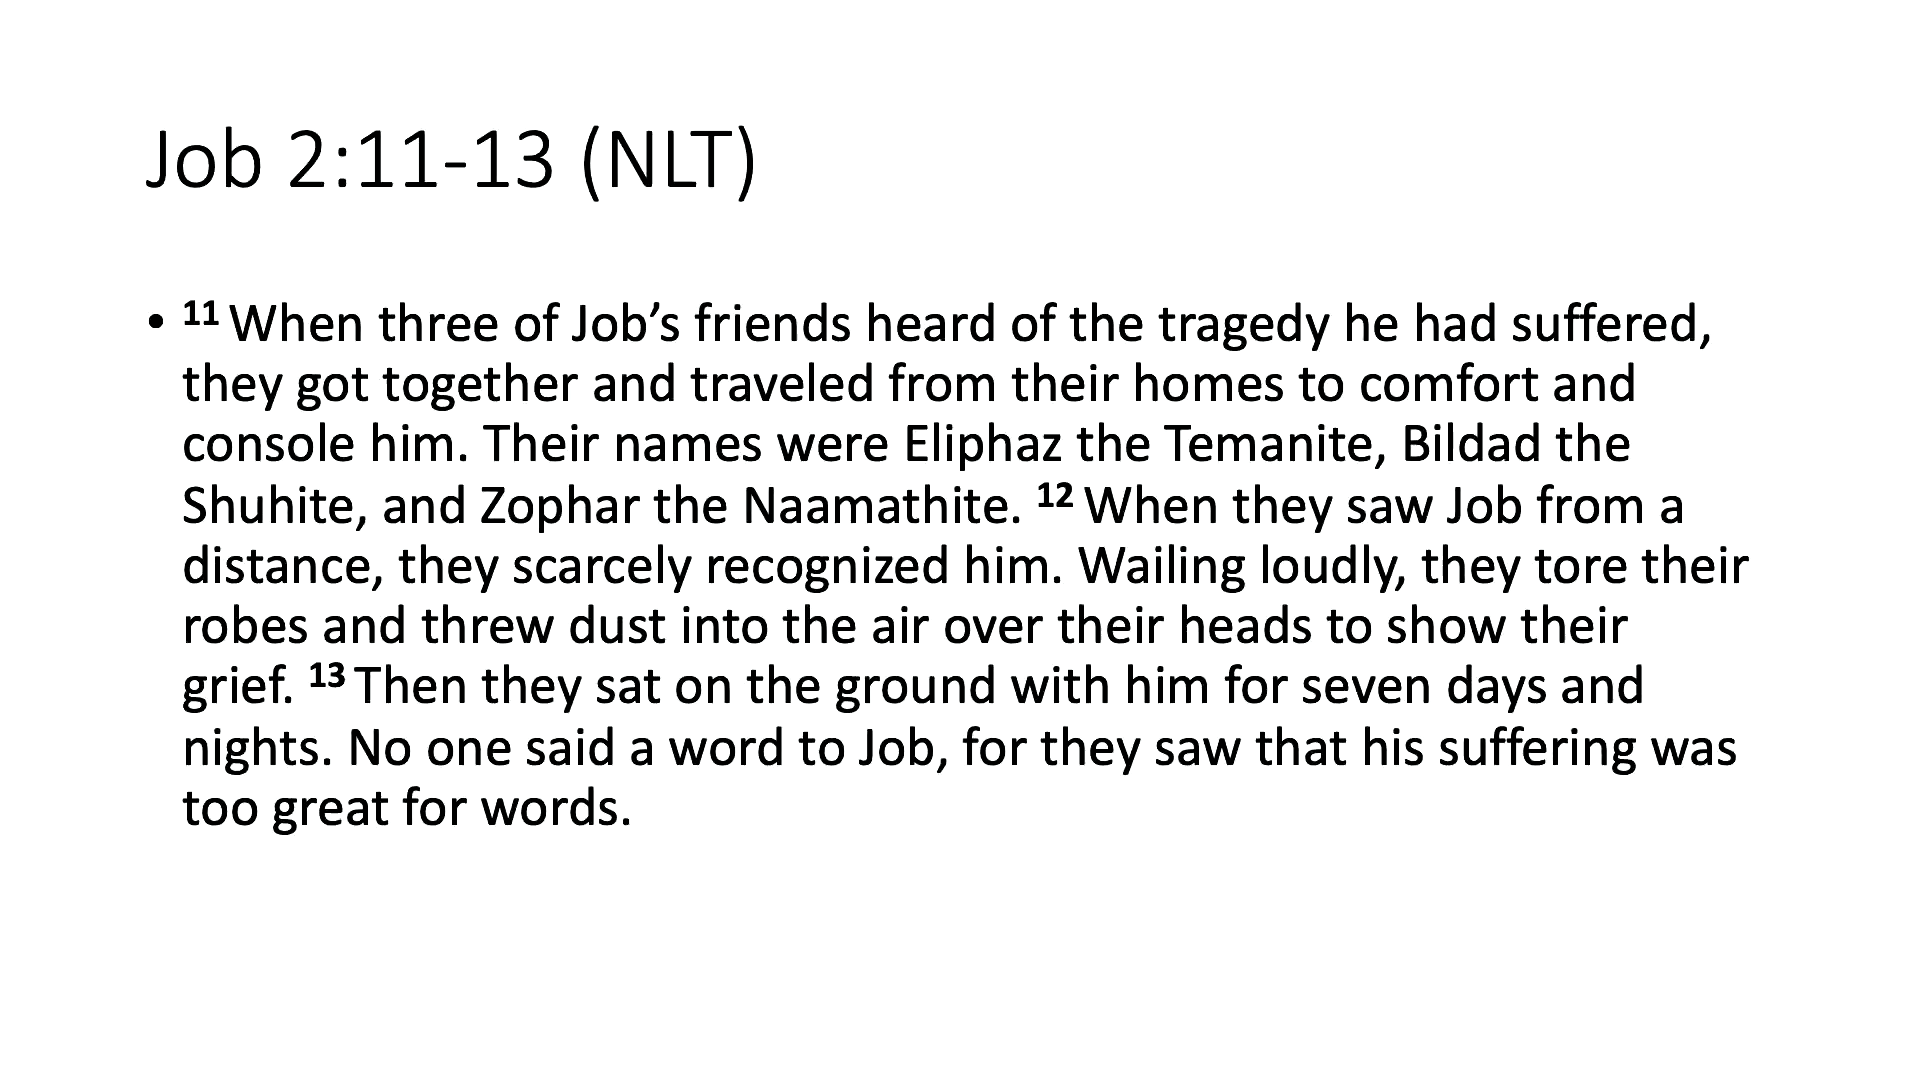 Job 2:11-13 (NLT)
• 11 When three of Job’s friends heard of the tragedy he had suffered,
they got together and traveled from their homes to comfort and
console him. Their names were Eliphaz the Temanite, Bildad the
Shuhite, and Zophar the Naamathite. 12 When they saw Job from a
distance, they scarcely recognized him. Wailing loudly, they tore their
robes and threw dust into the air over their heads to show their
grief. 13 Then they sat on the ground with him for seven days and
nights. No one said a word to Job, for they saw that his suffering was
too great for words.